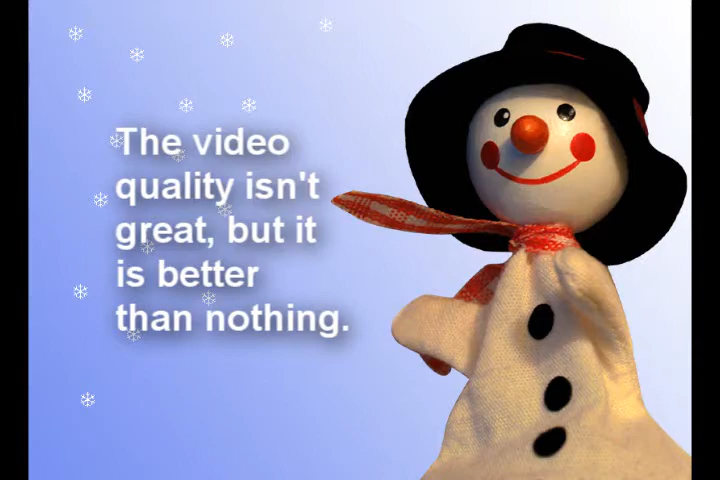 The video
quality isn't
great, but it
is better
than nothing.